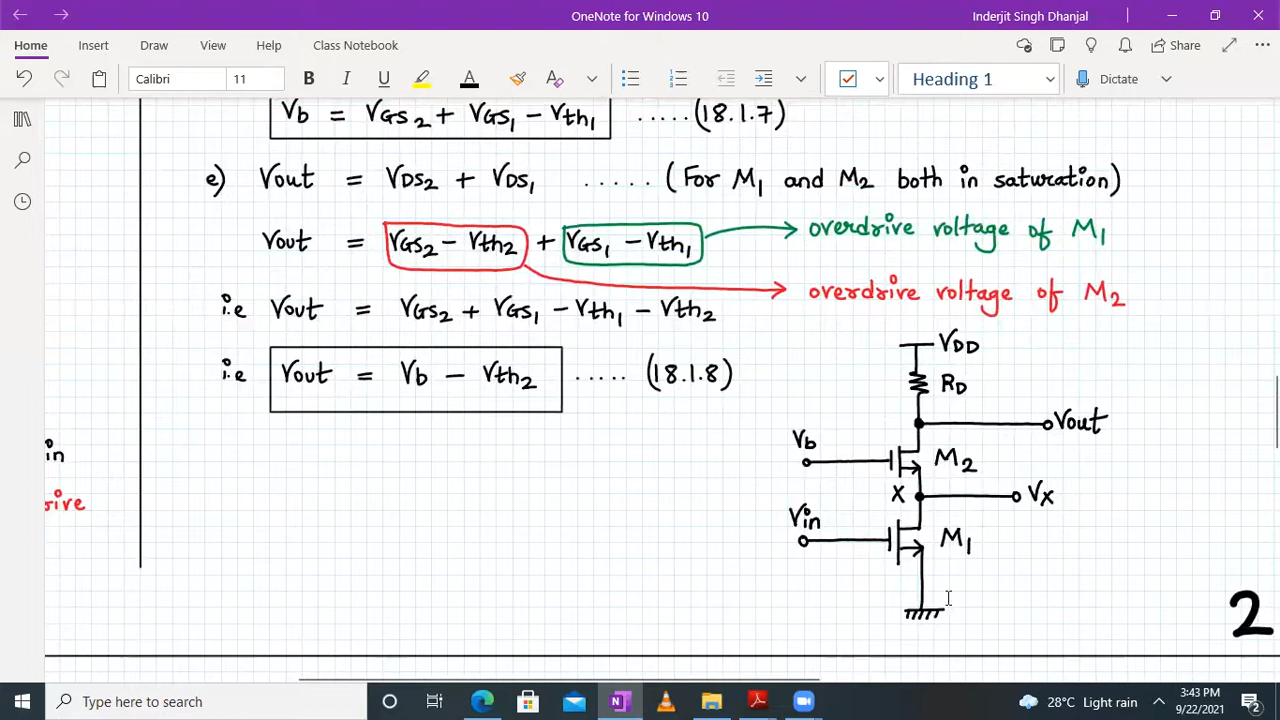 OneNote for Windows 10
Inderjit Singh Dhanjal
Home Insert Draw View Help Class Notebook
Share
Calibri 11 B I U A Heading 1 Dictate
Vb = VGS2 + VGS1 - Vth1 ..... (18.1.7)
e) Vout = VDS2 + VDS1 ..... (For M1 and M2 both in saturation)
Vout = VGS2 - Vth2 + VGS1 - Vth1
overdrive voltage of M1
overdrive voltage of M2
i.e Vout = VGS2 + VGS1 - Vth1 - Vth2
i.e Vout = Vb - Vth2 ..... (18.1.8)
VDD
RD
Vout
Vb
M2
X
Vx
Vin
M1
in
2
Type here to search
28°C Light rain
3:43 PM
9/22/2021
2